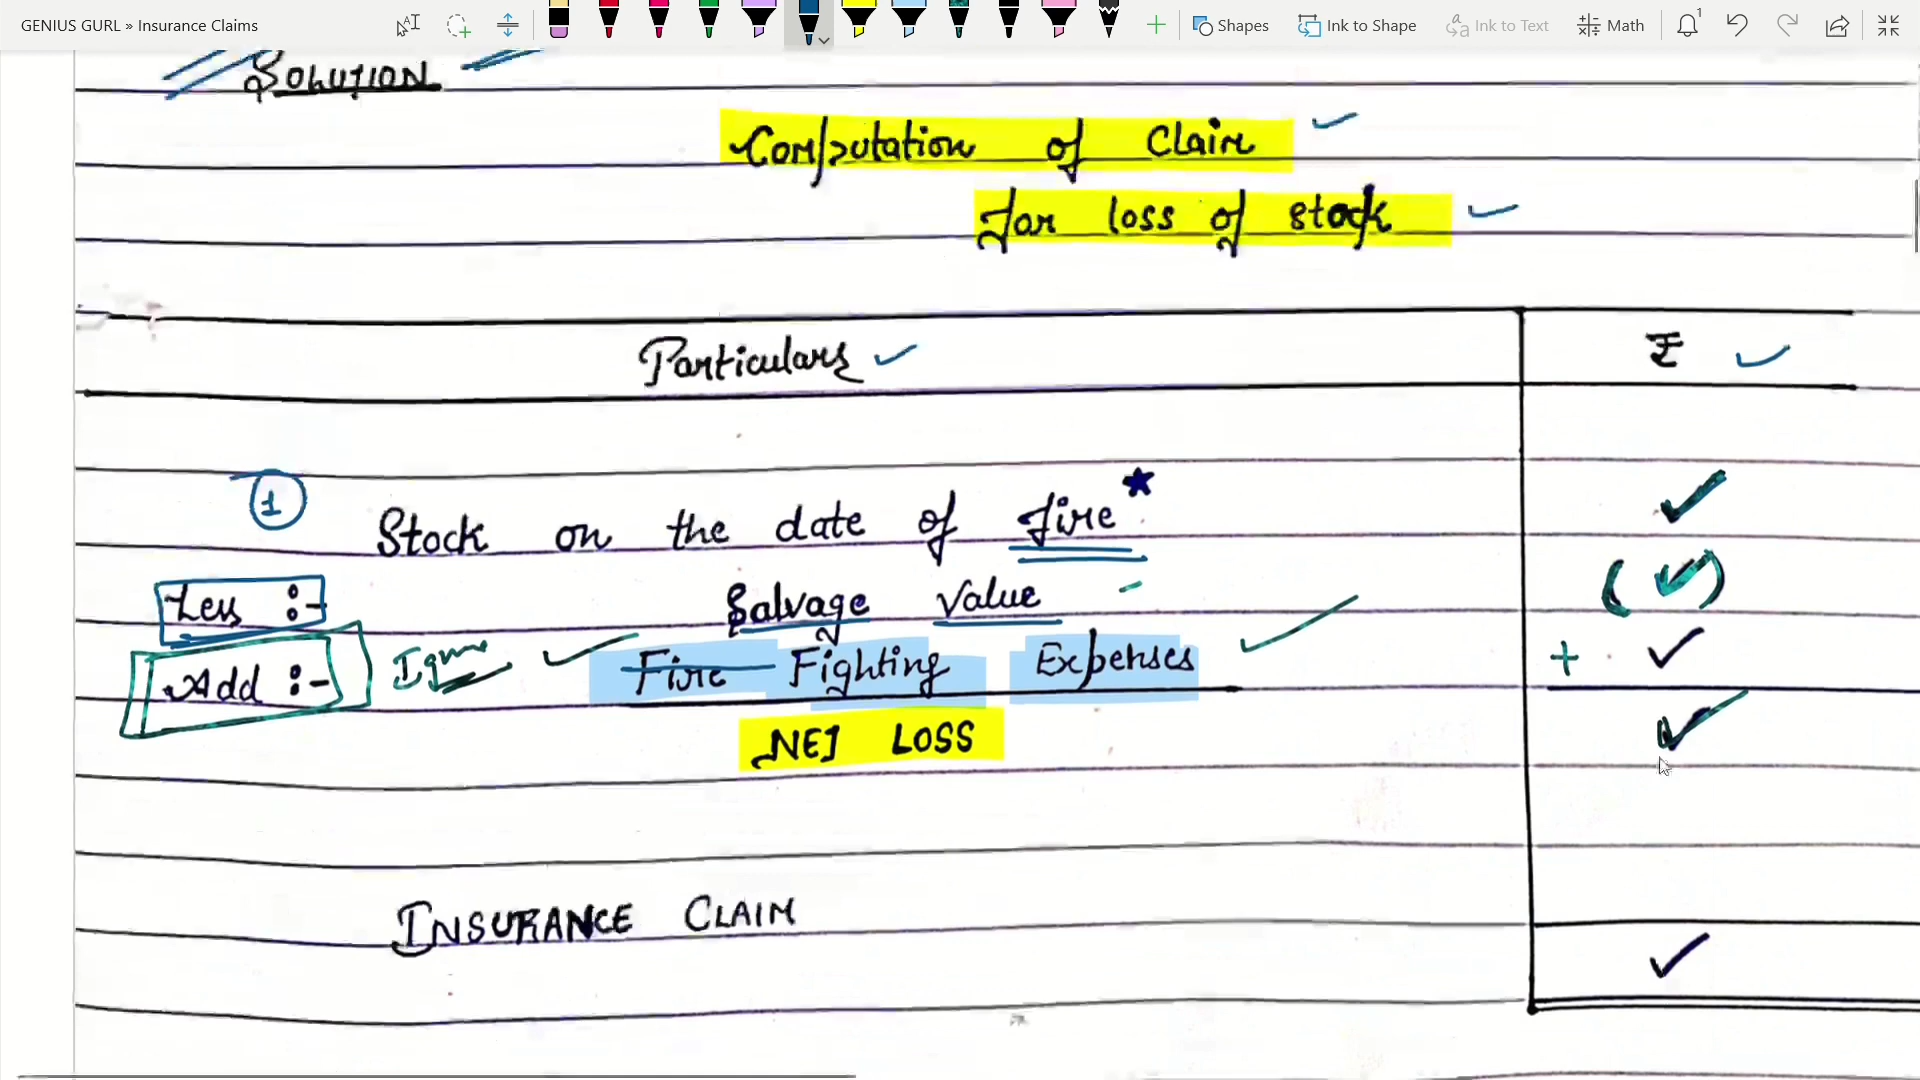 GENIUS GURL » Insurance Claims
Shapes Ink to Shape Ink to Text Math 1
SOLUTION
Computation of Claim
for loss of stock
Particulars ₹
1 Stock on the date of fire*
Less :- Salvage Value
Add :- Fire Fighting Expenses +
NET LOSS
INSURANCE CLAIM